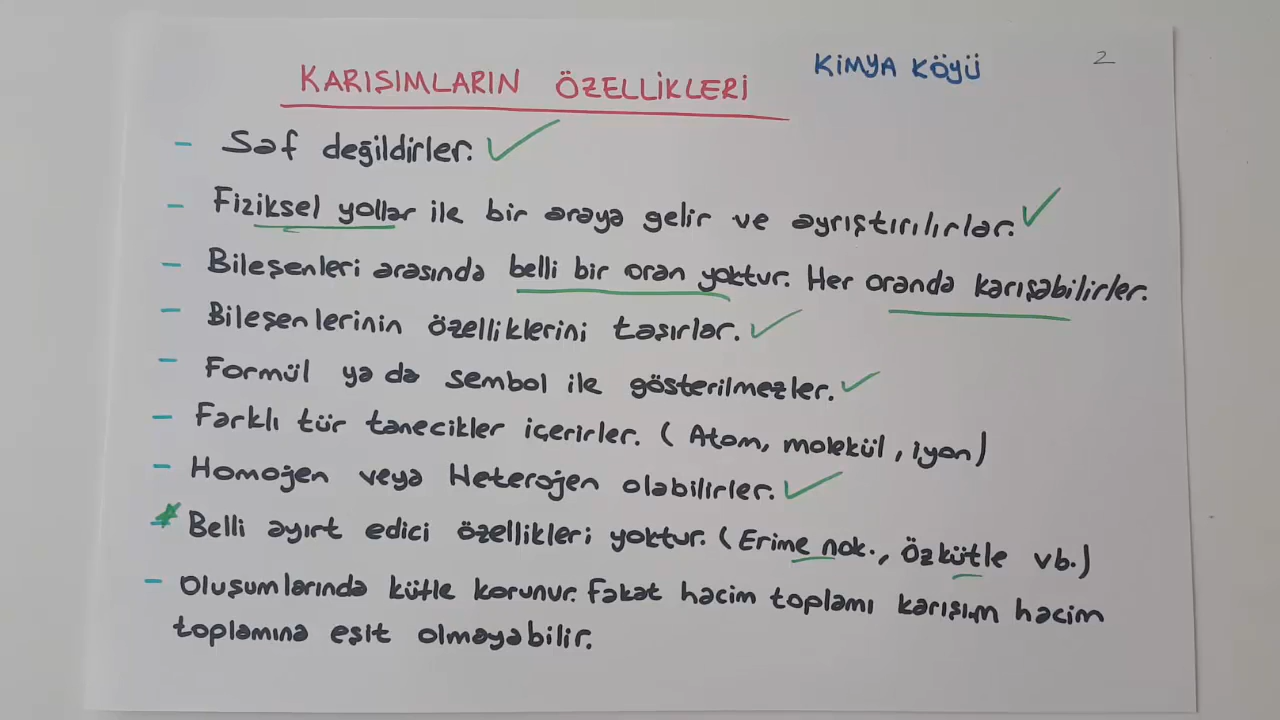 KARIŞIMLARIN ÖZELLİKLERİ
KİMYA KÖYÜ
2
- Saf değildirler.
- Fiziksel yollar ile bir araya gelir ve ayrıştırılırlar.
- Bileşenleri arasında belli bir oran yoktur. Her oranda karışabilirler.
- Bileşenlerinin özelliklerini taşırlar.
- Formül ya da sembol ile gösterilmezler.
- Farklı tür tanecikler içerirler. (Atom, molekül, iyon)
- Homojen veya Heterojen olabilirler.
* Belli ayırt edici özellikleri yoktur. (Erime nok., özkütle vb.)
- Oluşumlarında kütle korunur. Fakat hacim toplamı karışım hacim
toplamına eşit olmayabilir.